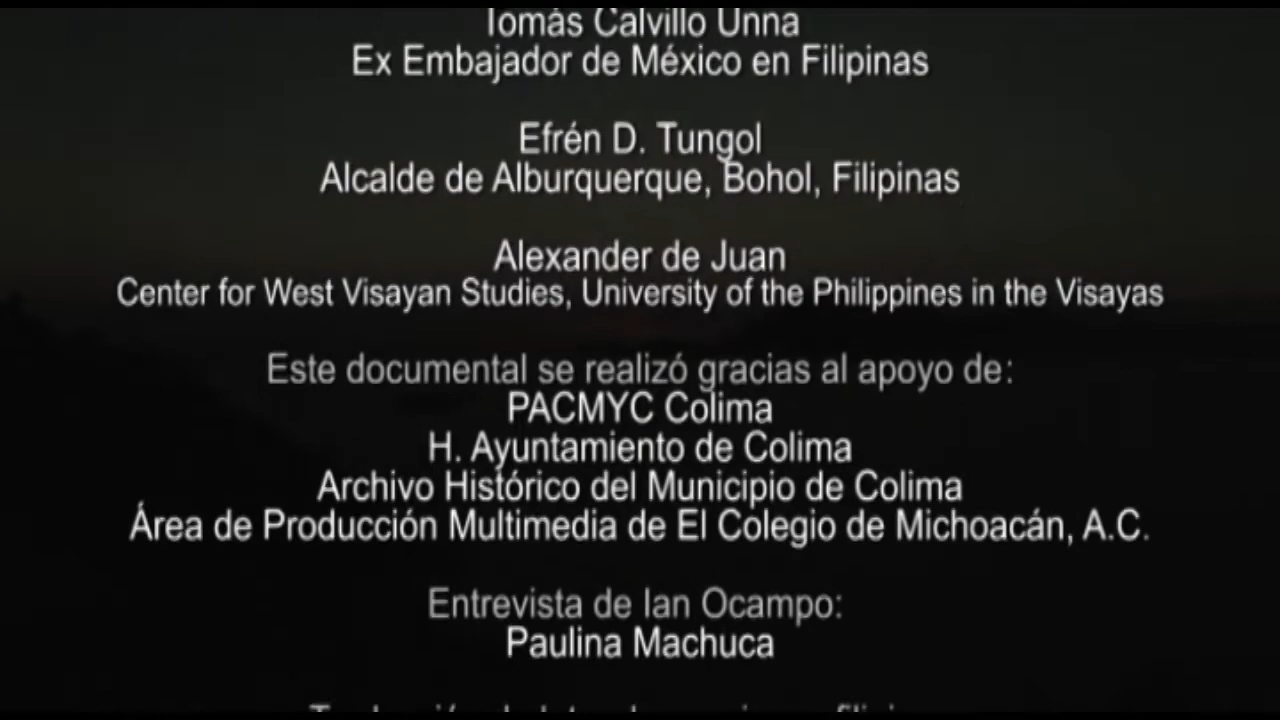 Tomás Calvillo Unna
Ex Embajador de México en Filipinas
Efrén D. Tungol
Alcalde de Alburquerque, Bohol, Filipinas
Alexander de Juan
Center for West Visayan Studies, University of the Philippines in the Visayas
Este documental se realizó gracias al apoyo de:
PACMYC Colima
H. Ayuntamiento de Colima
Archivo Histórico del Municipio de Colima
Área de Producción Multimedia de El Colegio de Michoacán, A.C.
Entrevista de Ian Ocampo:
Paulina Machuca